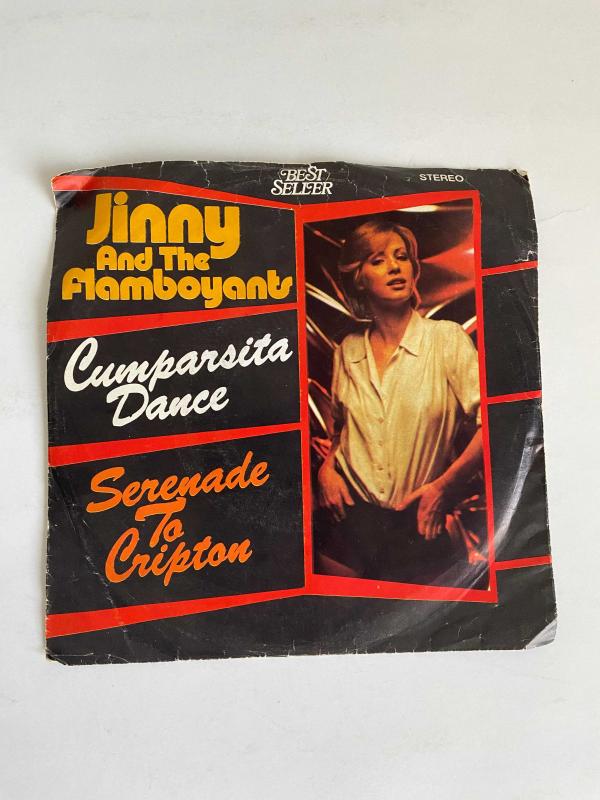 BEST
SELLER
STEREO
Jinny
And The
Flamboyants
Cumparsita
Dance
Serenade
To
Cripton